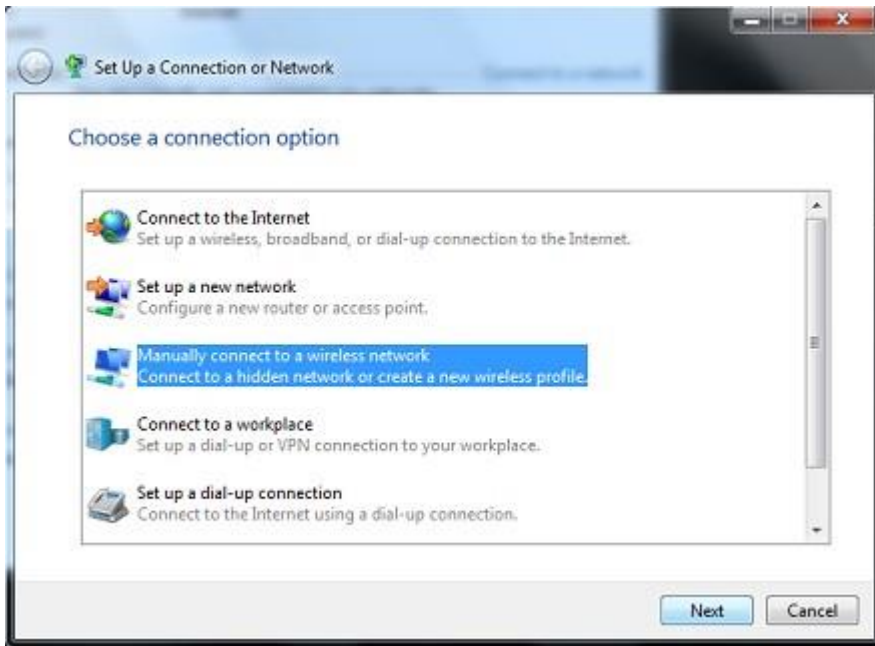 Set Up a Connection or Network
Choose a connection option
Connect to the Internet
Set up a wireless, broadband, or dial-up connection to the Internet.
Set up a new network
Configure a new router or access point.
Manually connect to a wireless network
Connect to a hidden network or create a new wireless profile.
Connect to a workplace
Set up a dial-up or VPN connection to your workplace.
Set up a dial-up connection
Connect to the Internet using a dial-up connection.
Next
Cancel